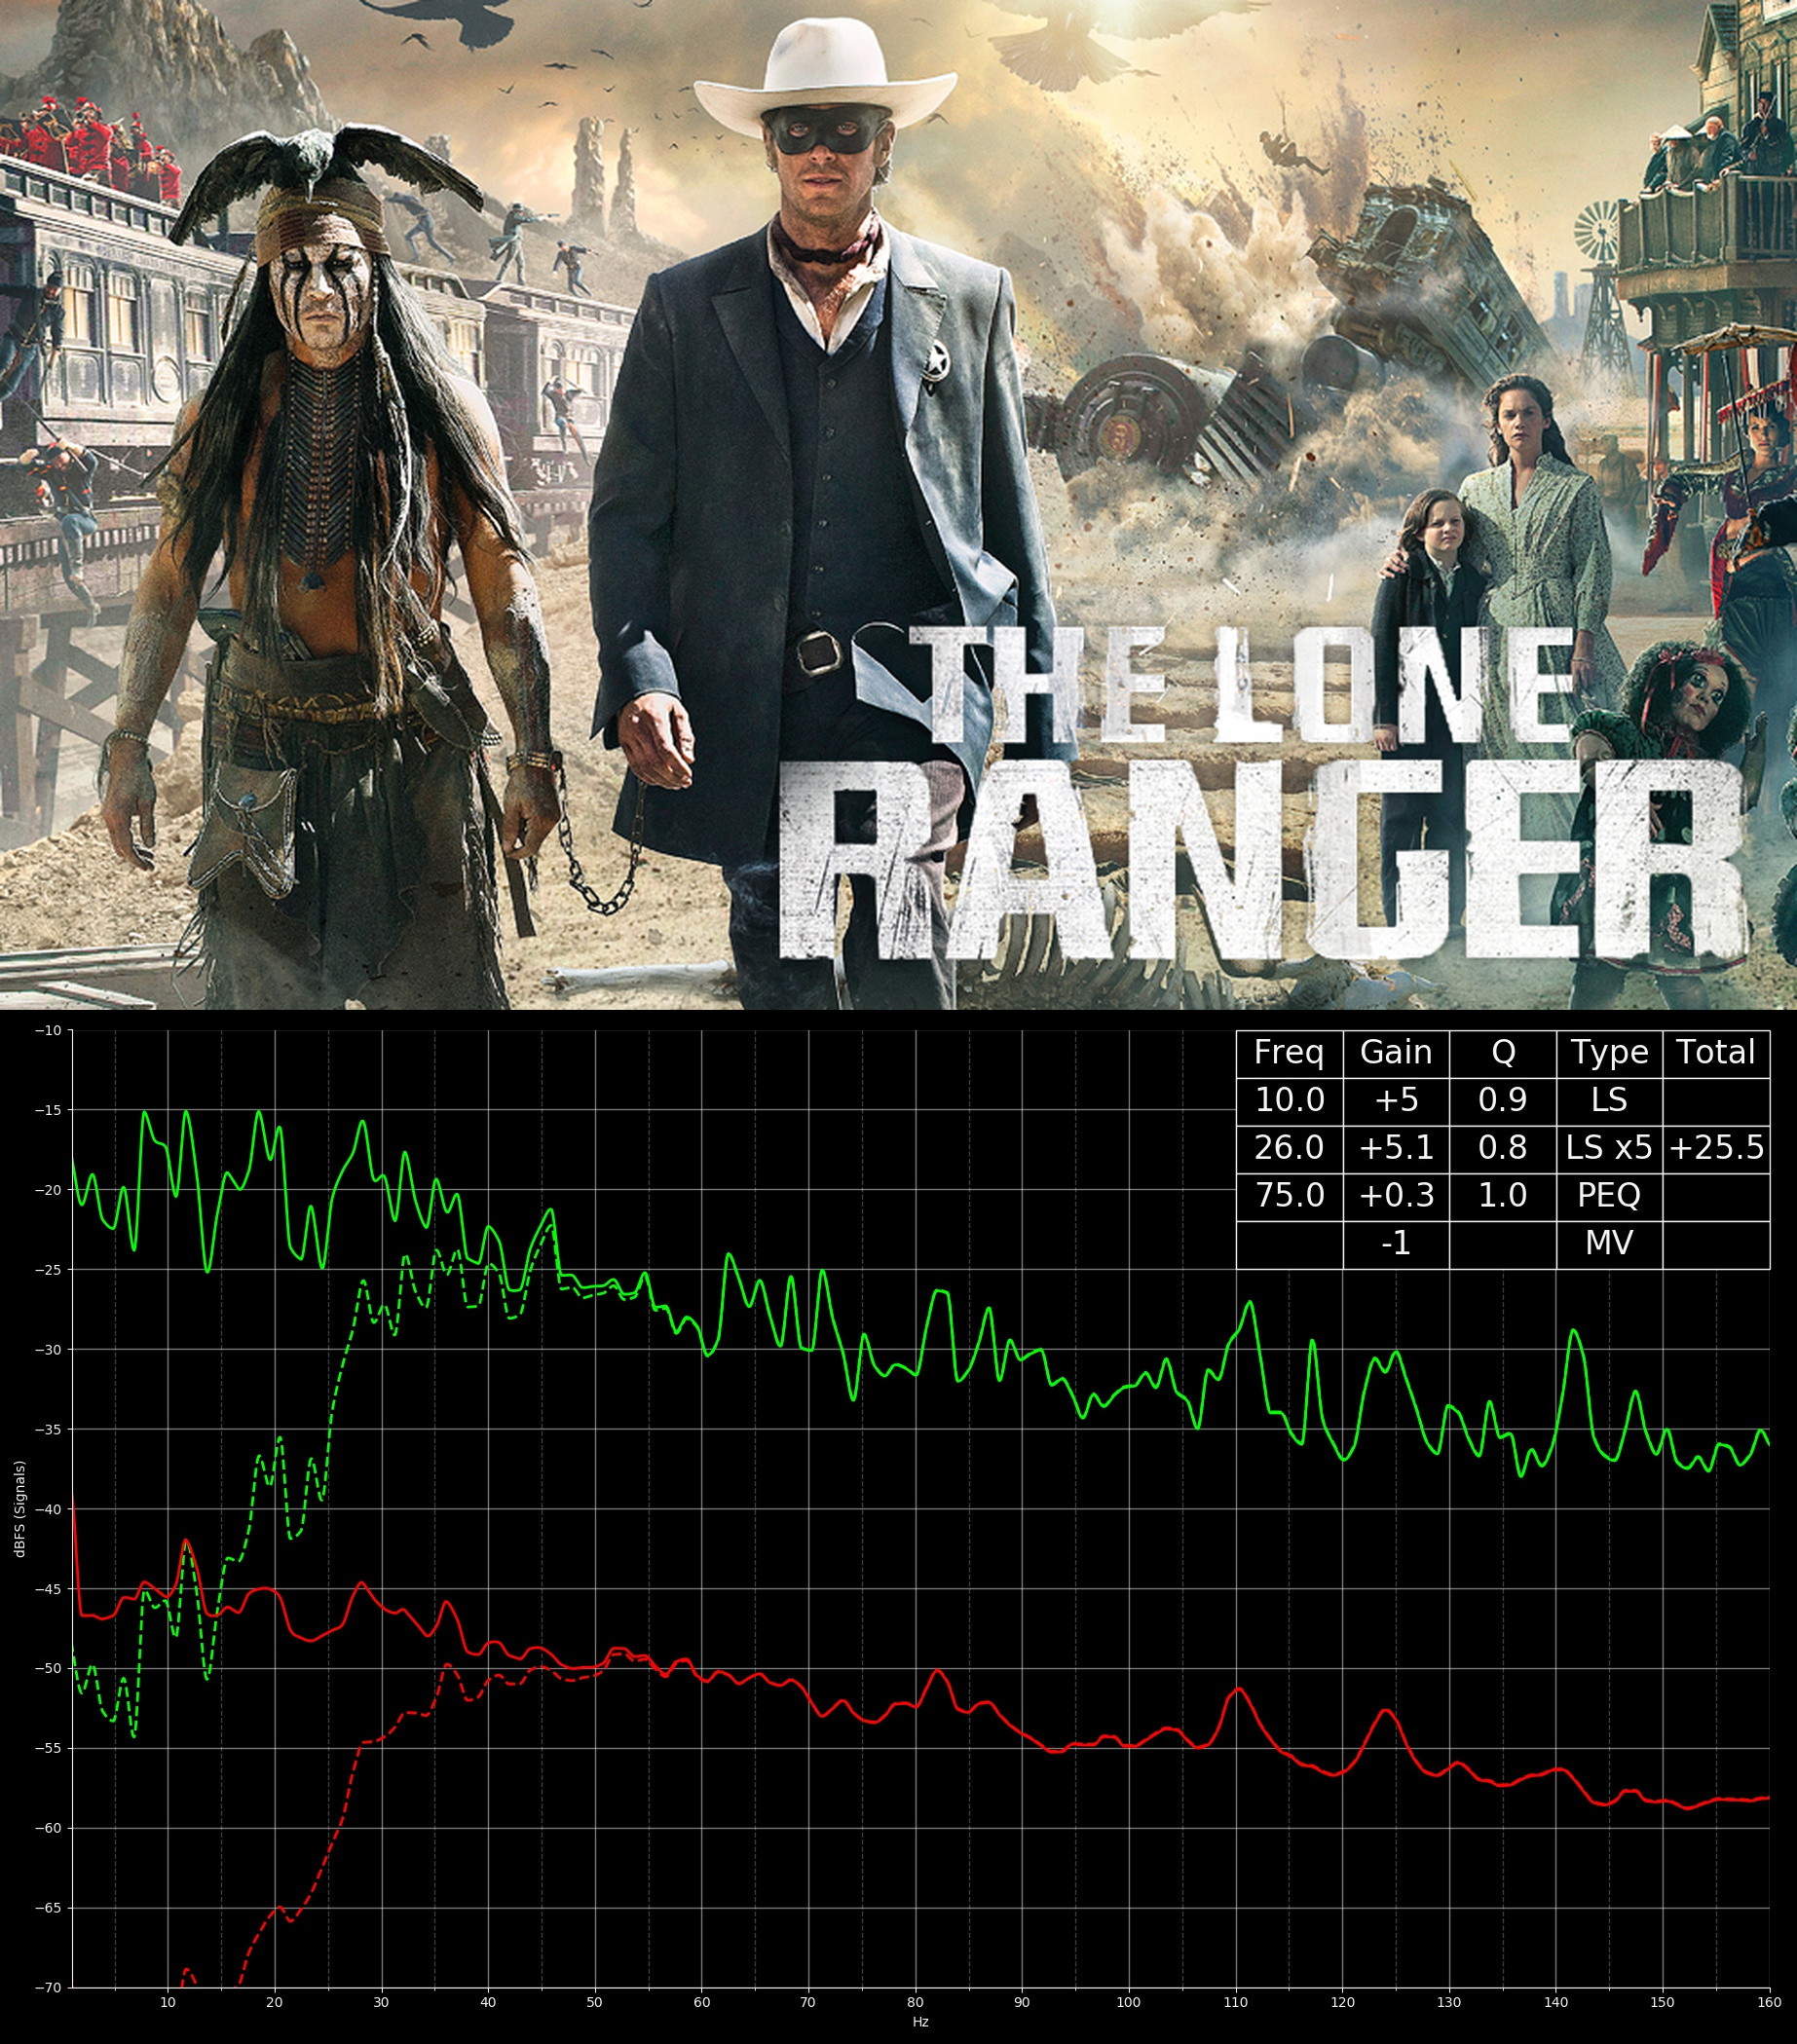 THE LONE
RANGER
Freq Gain Q Type Total
10.0 +5 0.9 LS
26.0 +5.1 0.8 LS x5 +25.5
75.0 +0.3 1.0 PEQ
-1 MV
−10
−15
−20
−25
−30
−35
−40
−45
−50
−55
−60
−65
−70
dBFS (Signals)
10 20 30 40 50 60 70 80 90 100 110 120 130 140 150 160
Hz